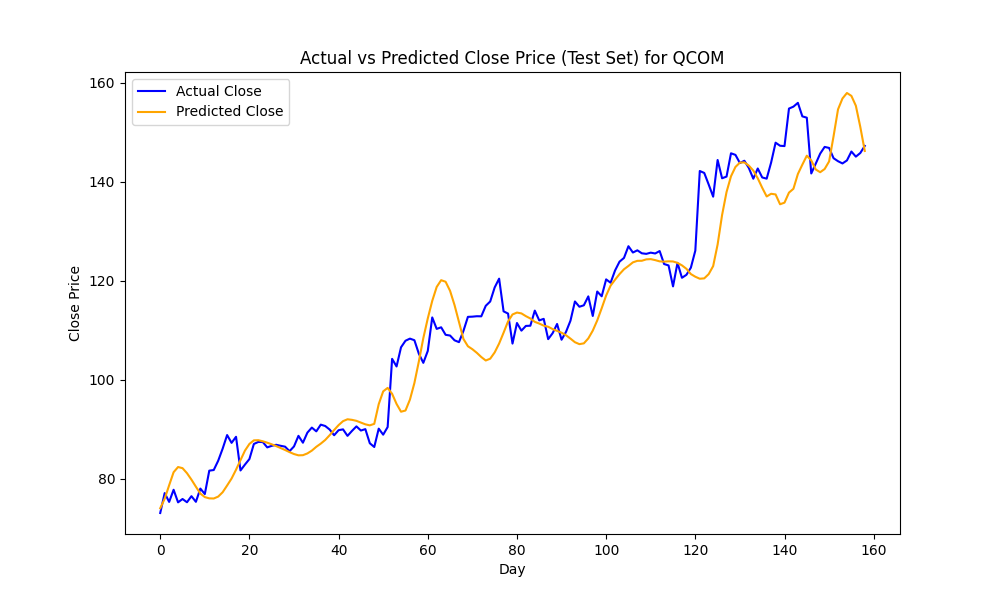 Actual vs Predicted Close Price (Test Set) for QCOM
Actual Close
Predicted Close
160
140
120
100
80
Close Price
0 20 40 60 80 100 120 140 160
Day